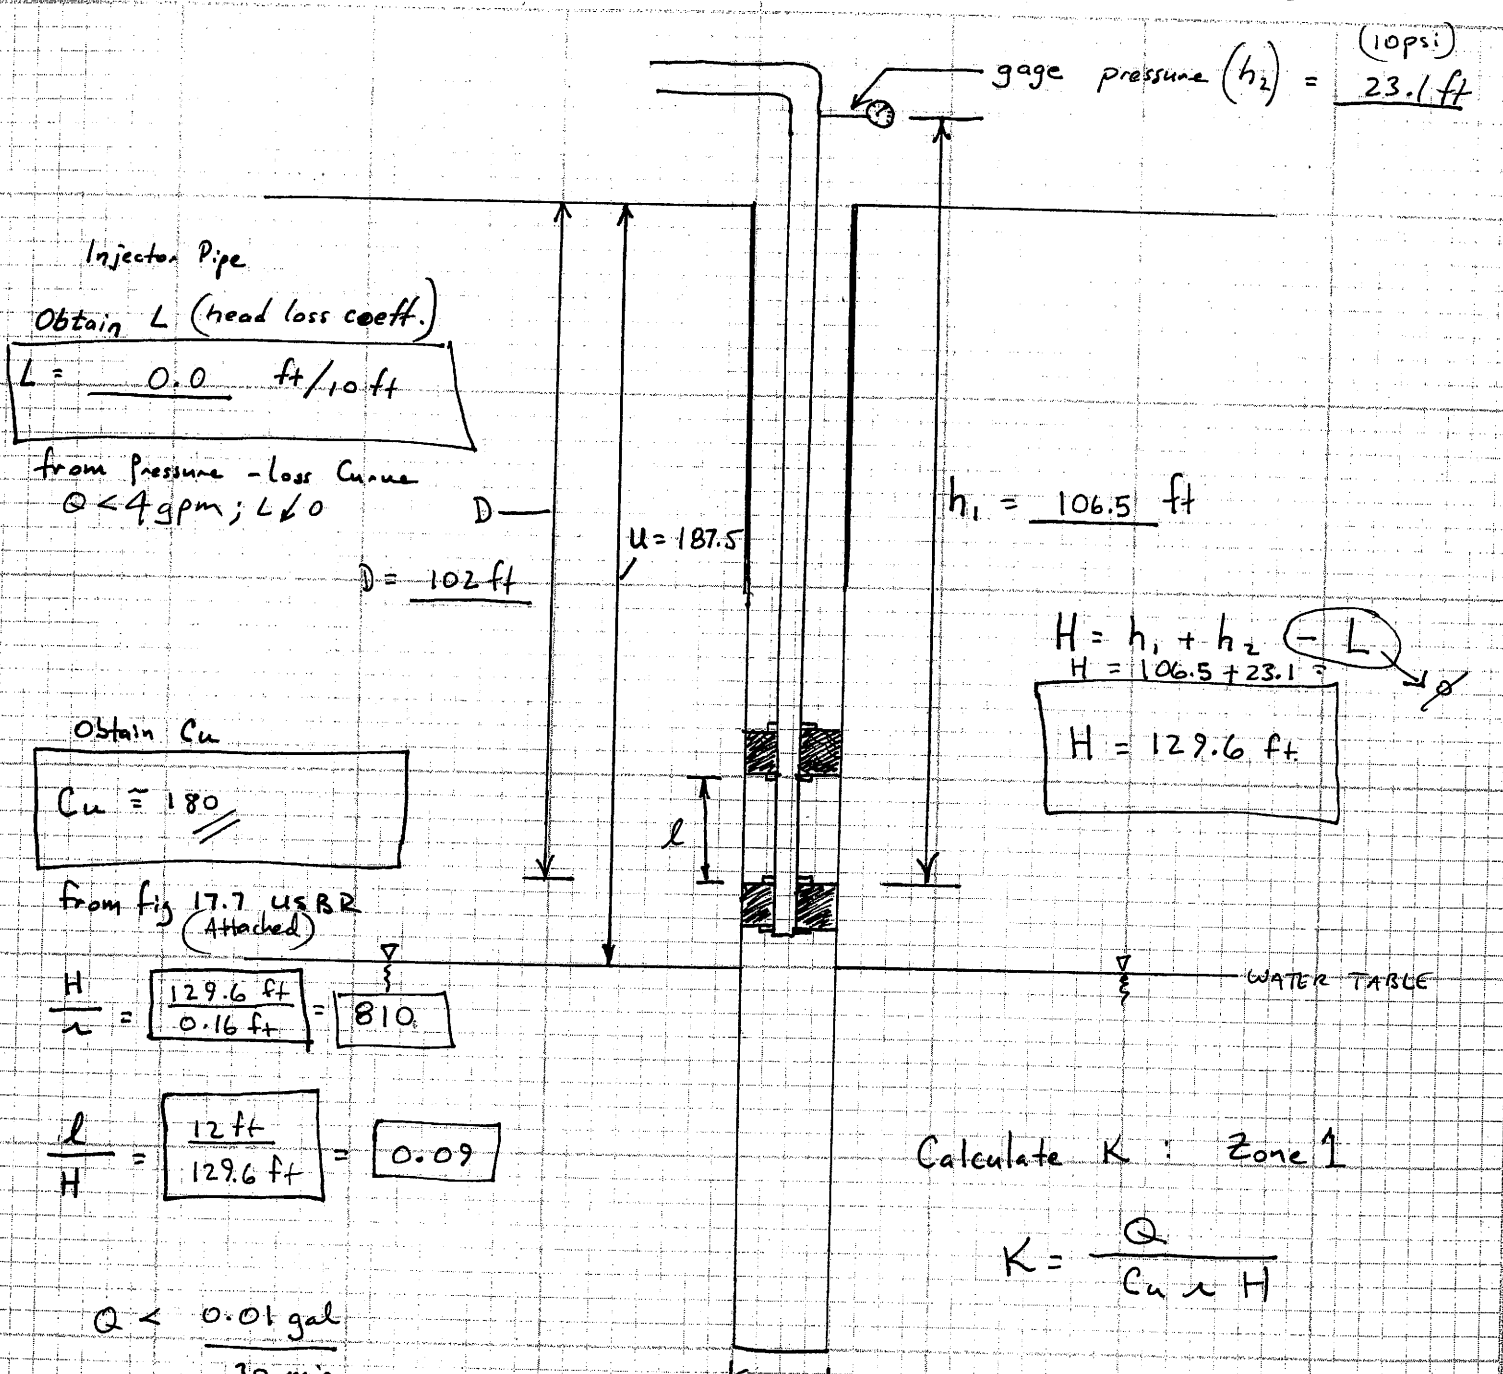 (10psi)
gage pressure (h2) = 23.1 ft
Injector Pipe
Obtain L (head loss coeff.)
L = 0.0 ft/10 ft
from Pressure - Loss Curve
Q < 4 gpm ; L ↓ 0
D
D = 102 ft
u = 187.5
h1 = 106.5 ft
H = h1 + h2 - L
H = 106.5 + 23.1 =
ø
H = 129.6 ft.
Obtain Cu
Cu ≅ 180
from fig 17.7 USBR
(Attached)
l
WATER TABLE
H/r = 129.6 ft/0.16 ft = 810
l/H = 12 ft/129.6 ft = 0.09
Calculate K : Zone 1
K = Q/Cu r H
Q < 0.01 gal